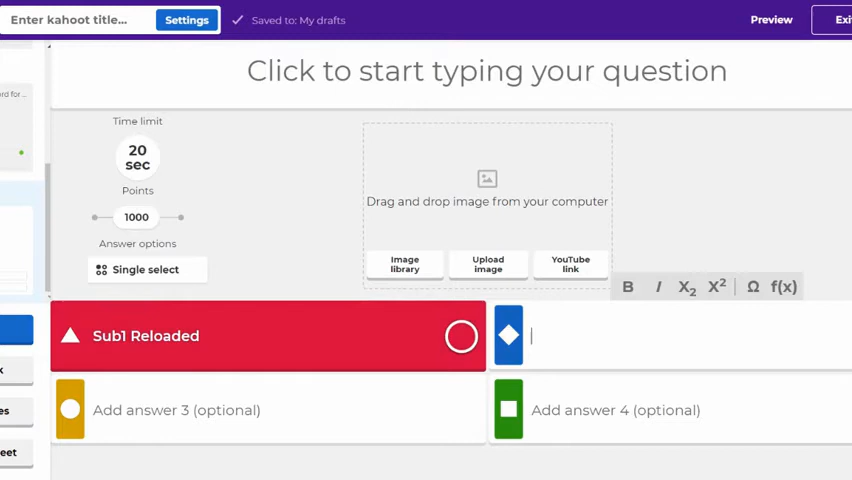 Enter kahoot title...
Settings
Saved to: My drafts
Preview
Click to start typing your question
Time limit
20
sec
Points
1000
Answer options
Single select
Drag and drop image from your computer
Image
library
Upload
image
YouTube
link
B I X2 X2 Ω f(x)
Sub1 Reloaded
Add answer 3 (optional)
Add answer 4 (optional)